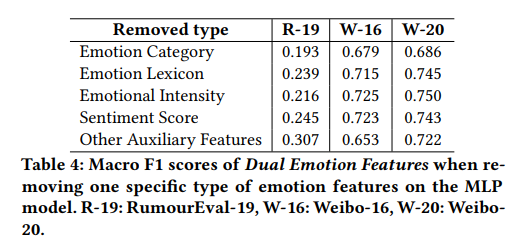 Removed type R-19 W-16 W-20
Emotion Category 0.193 0.679 0.686
Emotion Lexicon 0.239 0.715 0.745
Emotional Intensity 0.216 0.725 0.750
Sentiment Score 0.245 0.723 0.743
Other Auxiliary Features 0.307 0.653 0.722
Table 4: Macro F1 scores of Dual Emotion Features when re-
moving one specific type of emotion features on the MLP
model. R-19: RumourEval-19, W-16: Weibo-16, W-20: Weibo-
20.